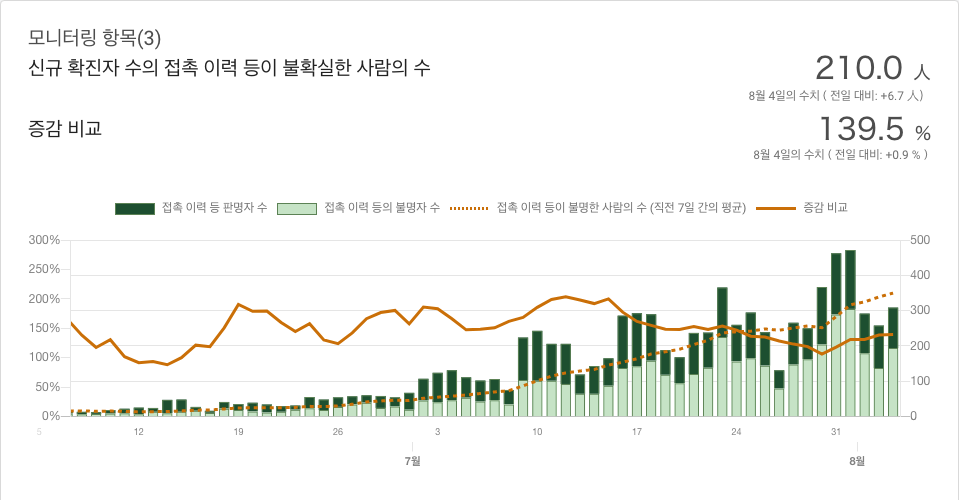 모니터링 항목(3)
신규 확진자 수의 접촉 이력 등이 불확실한 사람의 수
210.0 人
8월 4일의 수치 ( 전일 대비: +6.7 人)
증감 비교
139.5 %
8월 4일의 수치 ( 전일 대비: +0.9 % )
접촉 이력 등 판명자 수 접촉 이력 등의 불명자 수 접촉 이력 등이 불명한 사람의 수 (직전 7일 간의 평균) 증감 비교
300% 500
250% 400
200% 300
150% 200
100% 100
50% 0
0%
5 12 19 26 3 10 17 24 31
7월 8월